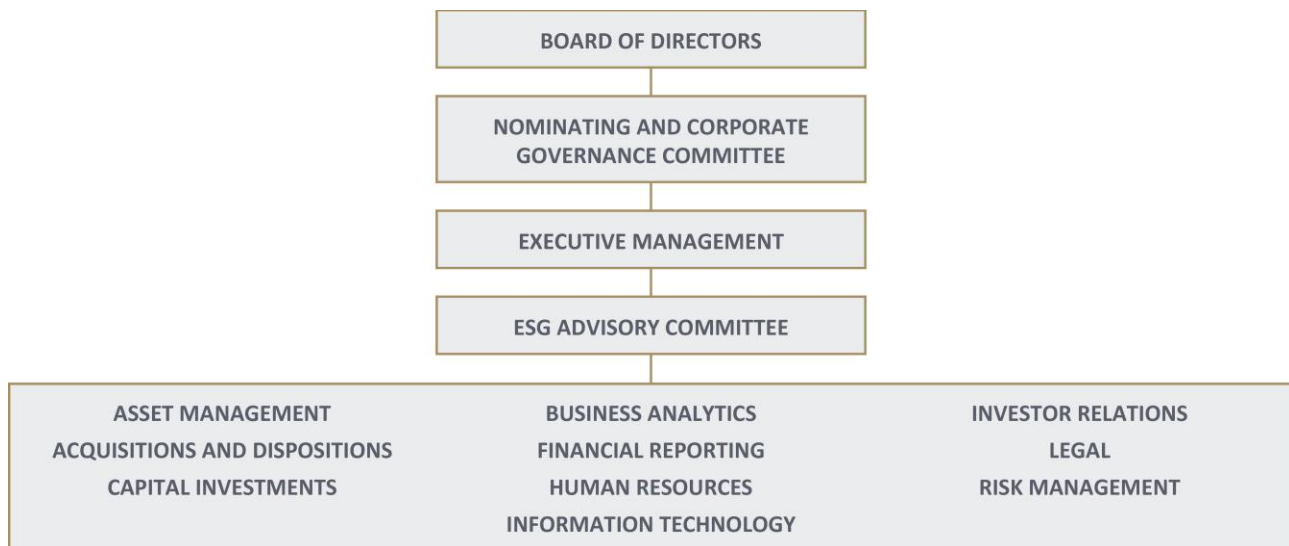 BOARD OF DIRECTORS
NOMINATING AND CORPORATE
GOVERNANCE COMMITTEE
EXECUTIVE MANAGEMENT
ESG ADVISORY COMMITTEE
ASSET MANAGEMENT
ACQUISITIONS AND DISPOSITIONS
CAPITAL INVESTMENTS
BUSINESS ANALYTICS
FINANCIAL REPORTING
HUMAN RESOURCES
INFORMATION TECHNOLOGY
INVESTOR RELATIONS
LEGAL
RISK MANAGEMENT